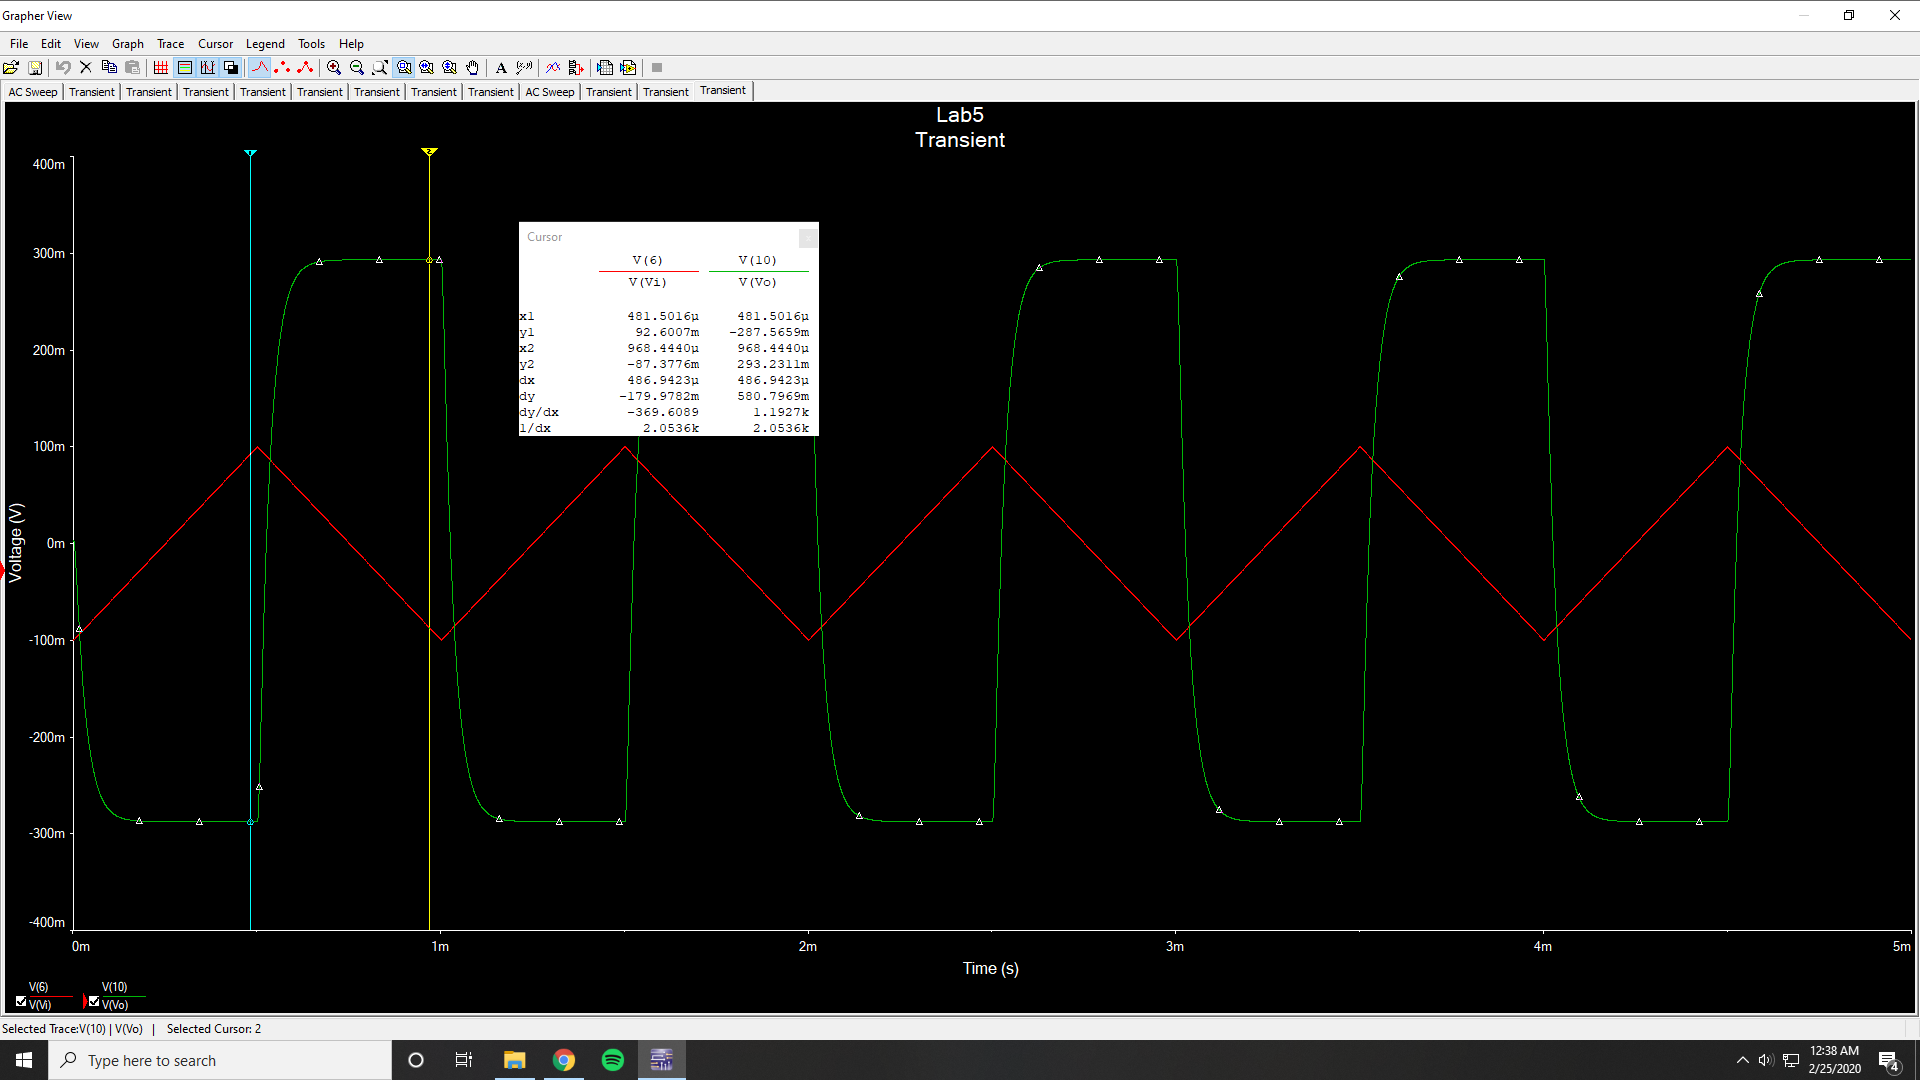 Grapher View
File Edit View Graph Trace Cursor Legend Tools Help
A
AC Sweep Transient Transient Transient Transient Transient Transient Transient Transient AC Sweep Transient Transient Transient
Lab5
Transient
400m
300m
200m
100m
0m
-100m
-200m
-300m
-400m
Voltage (V)
1
2
Cursor
V(6) V(10)
V(Vi) V(Vo)
x1 481.5016µ 481.5016µ
y1 92.6007m -287.5659m
x2 968.4440µ 968.4440µ
y2 -87.3776m 293.2311m
dx 486.9423µ 486.9423µ
dy -179.9782m 580.7969m
dy/dx -369.6089 1.1927k
1/dx 2.0536k 2.0536k
0m 1m 2m 3m 4m 5m
Time (s)
V(6) V(10)
V(Vi) V(Vo)
Selected Trace:V(10) | V(Vo) | Selected Cursor: 2
Type here to search
12:38 AM
2/25/2020
4